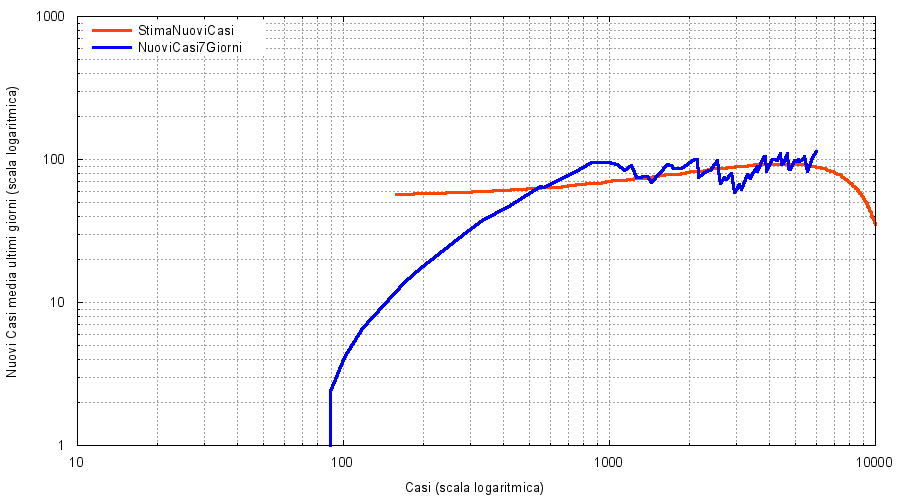 1000
StimaNuoviCasi
NuoviCasi7Giorni
100
10
1
10
100
1000
10000
Nuovi Casi media ultimi giorni (scala logaritmica)
Casi (scala logaritmica)